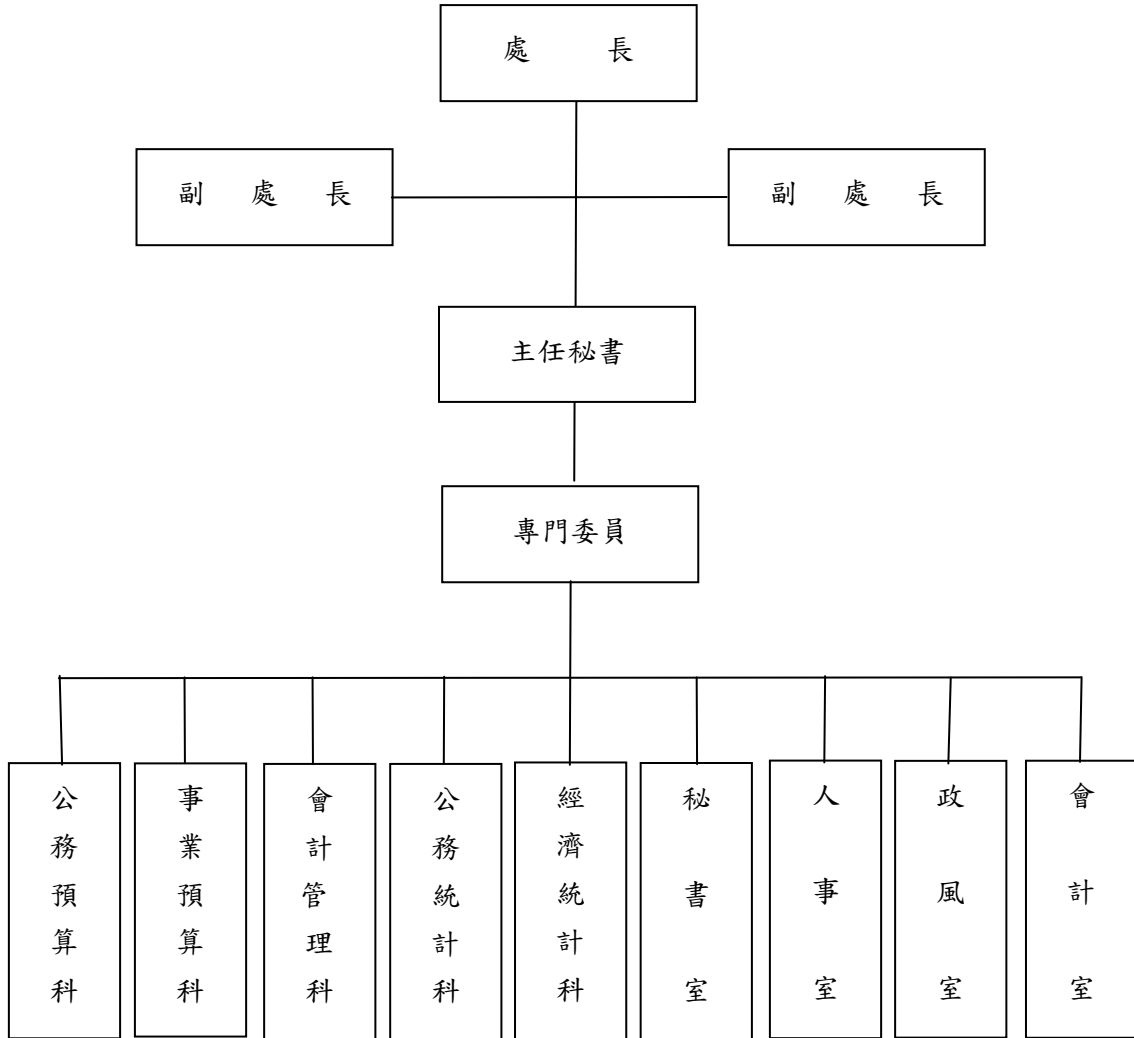 處 長
副 處 長
副 處 長
主任秘書
專門委員
公務預算科
事業預算科
會計管理科
公務統計科
經濟統計科
秘書室
人事室
政風室
會計室